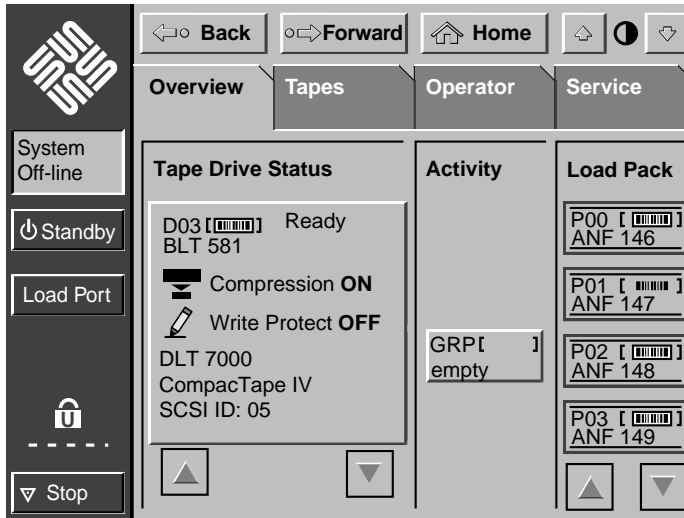 Back
Forward
Home
Overview
Tapes
Operator
Service
System
Off-line
Standby
Load Port
U
Stop
Tape Drive Status
D03 [ ] Ready
BLT 581
Compression ON
Write Protect OFF
DLT 7000
CompacTape IV
SCSI ID: 05
Activity
GRP[ ]
empty
Load Pack
P00 [ ]
ANF 146
P01 [ ]
ANF 147
P02 [ ]
ANF 148
P03 [ ]
ANF 149